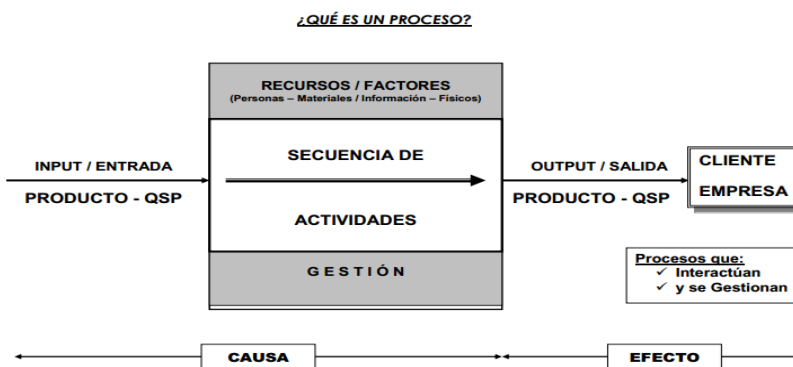 ¿QUÉ ES UN PROCESO?
RECURSOS / FACTORES
(Personas – Materiales / Información – Físicos)
INPUT / ENTRADA
PRODUCTO - QSP
SECUENCIA DE
ACTIVIDADES
OUTPUT / SALIDA
PRODUCTO - QSP
CLIENTE
EMPRESA
GESTIÓN
Procesos que:
✓ Interactúan
✓ y se Gestionan
CAUSA
EFECTO